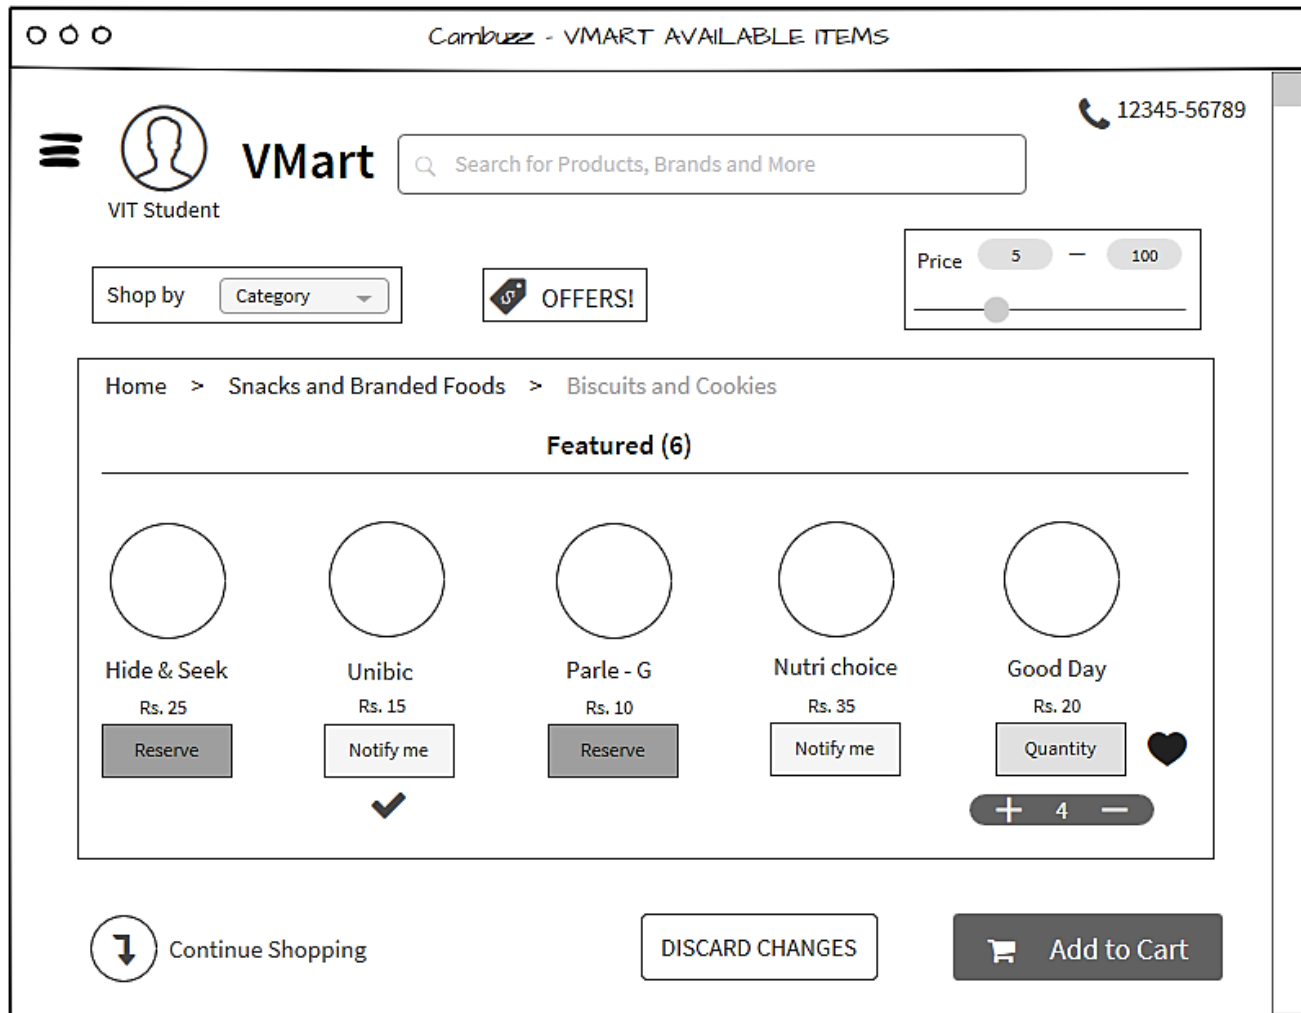 Cambuzz - VMART AVAILABLE ITEMS
12345-56789
VMart
Search for Products, Brands and More
VIT Student
Price 5 — 100
Shop by Category
OFFERS!
Home > Snacks and Branded Foods > Biscuits and Cookies
Featured (6)
Hide & Seek Unibic Parle - G Nutri choice Good Day
Rs. 25 Rs. 15 Rs. 10 Rs. 35 Rs. 20
Reserve Notify me Reserve Notify me Quantity
+ 4 —
Continue Shopping DISCARD CHANGES Add to Cart